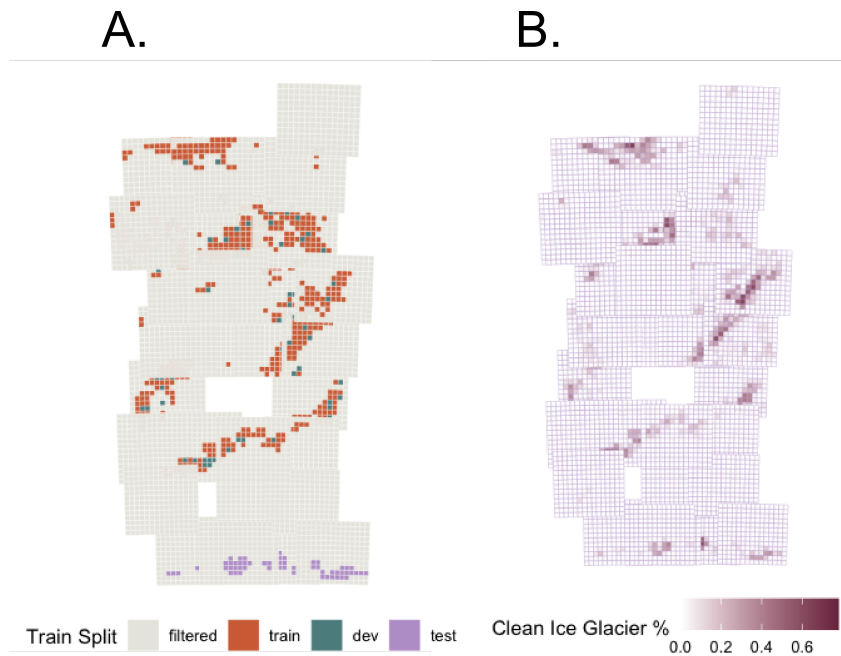 A. B.
Train Split filtered train dev test
Clean Ice Glacier %
0.0 0.2 0.4 0.6